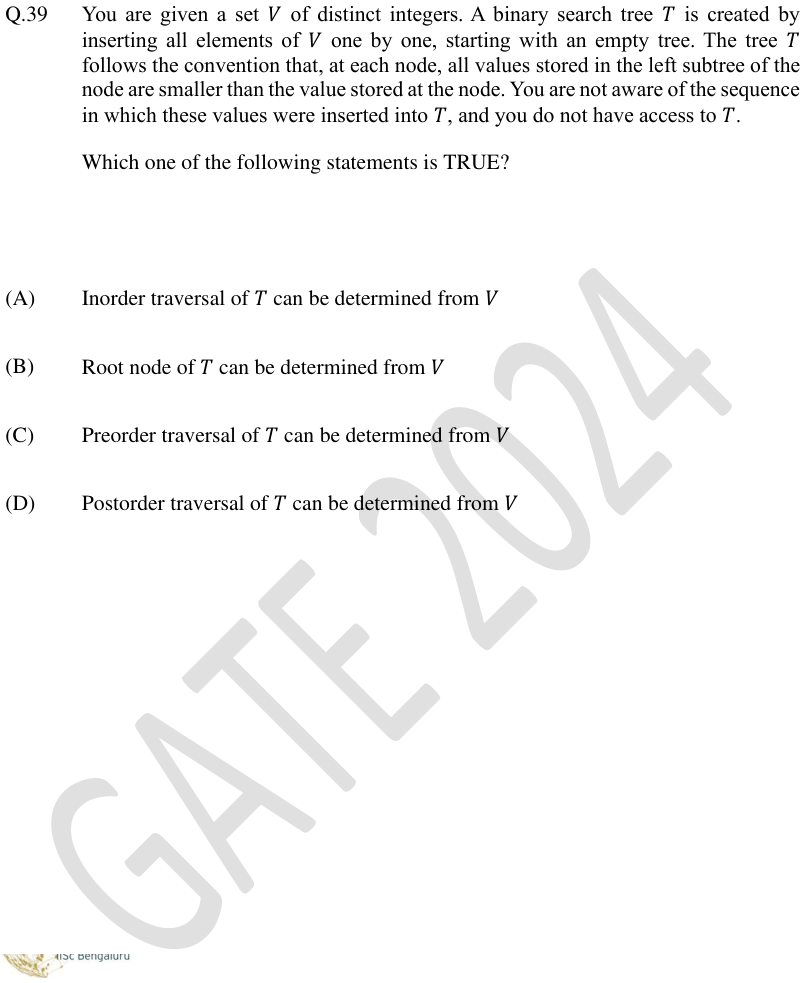 Q.39 You are given a set V of distinct integers. A binary search tree T is created by
inserting all elements of V one by one, starting with an empty tree. The tree T
follows the convention that, at each node, all values stored in the left subtree of the
node are smaller than the value stored at the node. You are not aware of the sequence
in which these values were inserted into T, and you do not have access to T.
Which one of the following statements is TRUE?
(A) Inorder traversal of T can be determined from V
(B) Root node of T can be determined from V
(C) Preorder traversal of T can be determined from V
(D) Postorder traversal of T can be determined from V
GATE 2024
IISc Bengaluru